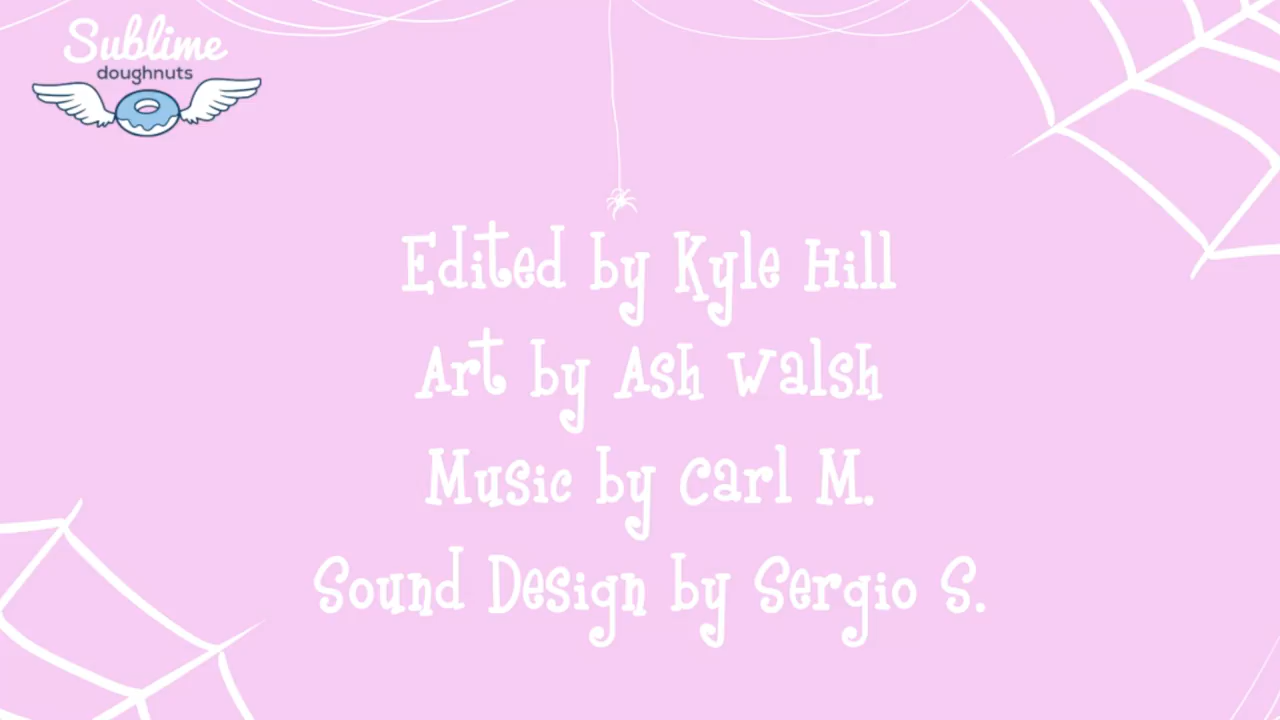 Sublime
doughnuts
Edited by Kyle Hill
Art by Ash Walsh
Music by Carl M.
Sound Design by Sergio S.